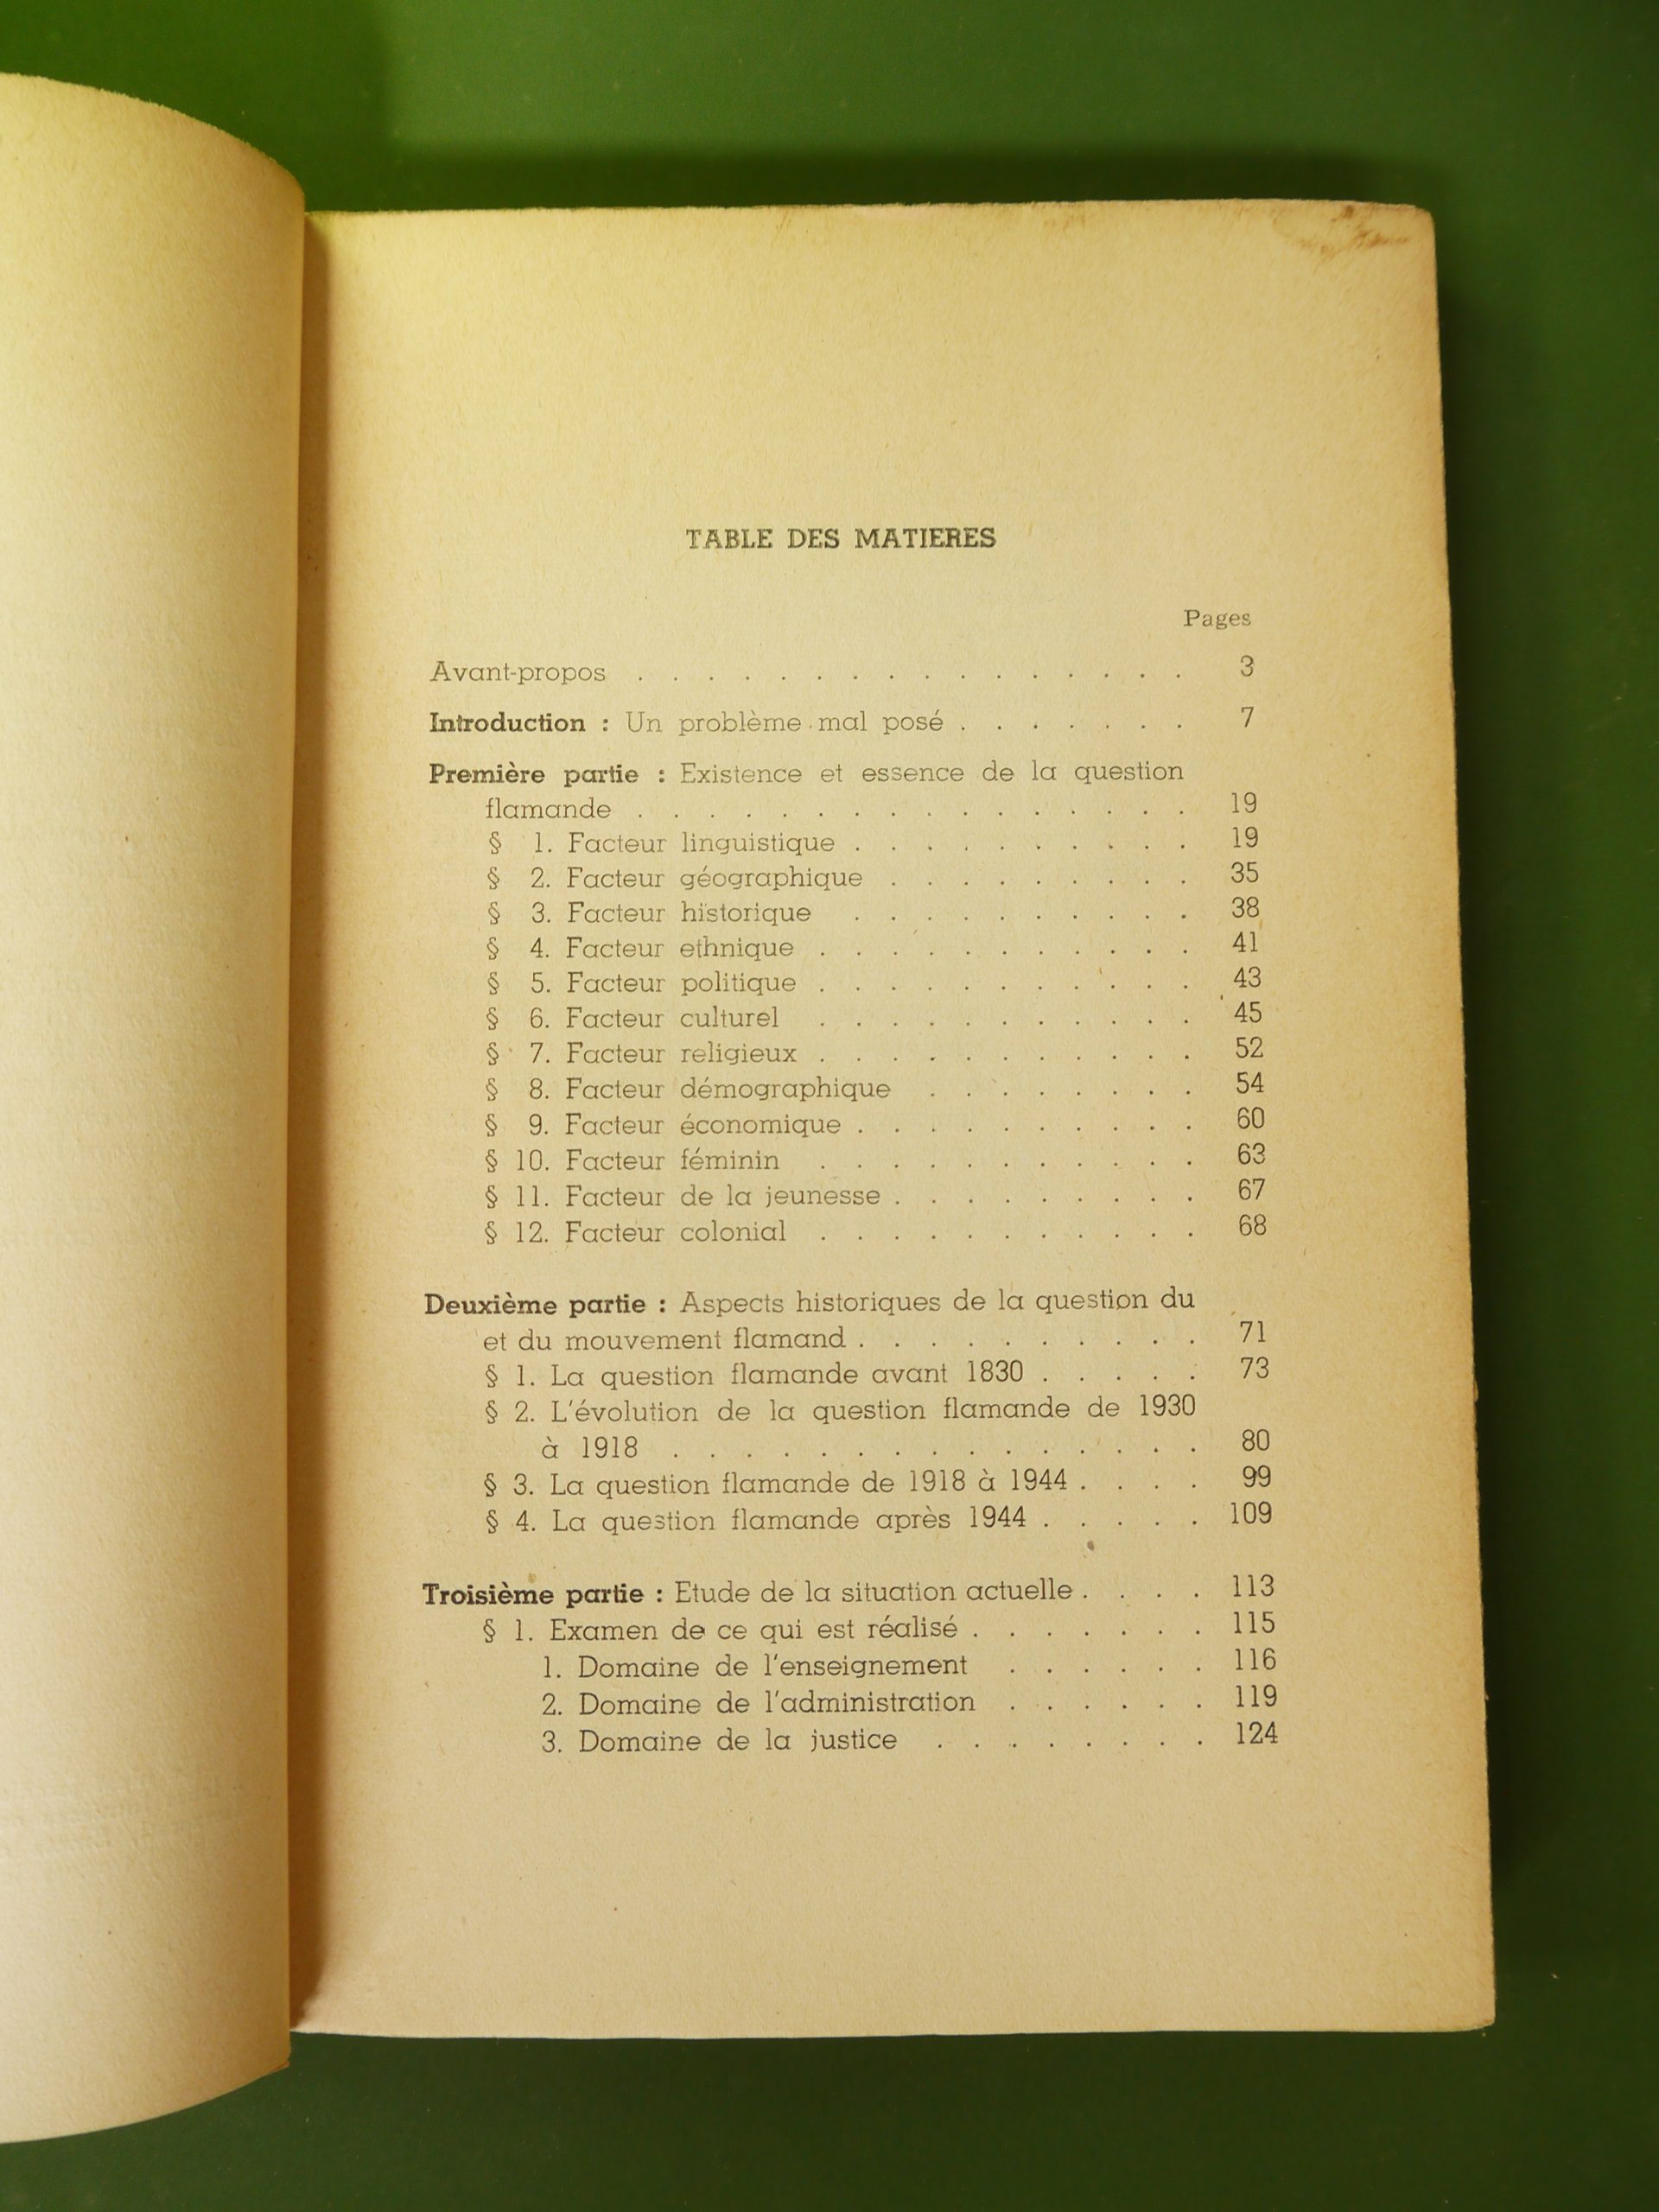 TABLE DES MATIERES
Pages
Avant-propos . . . . . . . . . . . . . . . . 3
Introduction : Un problème mal posé . . . . . . . 7
Première partie : Existence et essence de la question
flamande . . . . . . . . . . . . . . . . 19
§ 1. Facteur linguistique . . . . . . . . . . 19
§ 2. Facteur géographique . . . . . . . . . 35
§ 3. Facteur historique . . . . . . . . . . 38
§ 4. Facteur ethnique . . . . . . . . . . . 41
§ 5. Facteur politique . . . . . . . . . . . 43
§ 6. Facteur culturel . . . . . . . . . . . 45
§ 7. Facteur religieux . . . . . . . . . . . 52
§ 8. Facteur démographique . . . . . . . . 54
§ 9. Facteur économique . . . . . . . . . . 60
§ 10. Facteur féminin . . . . . . . . . . . 63
§ 11. Facteur de la jeunesse . . . . . . . . . 67
§ 12. Facteur colonial . . . . . . . . . . . 68
Deuxième partie : Aspects historiques de la question du
et du mouvement flamand . . . . . . . . . . 71
§ 1. La question flamande avant 1830 . . . . . 73
§ 2. L'évolution de la question flamande de 1930
à 1918 . . . . . . . . . . . . . . . 80
§ 3. La question flamande de 1918 à 1944 . . . . 99
§ 4. La question flamande après 1944 . . . . . 109
Troisième partie : Etude de la situation actuelle . . . . 113
§ 1. Examen de ce qui est réalisé . . . . . . . 115
1. Domaine de l'enseignement . . . . . . 116
2. Domaine de l'administration . . . . . . 119
3. Domaine de la justice . . . . . . . . 124